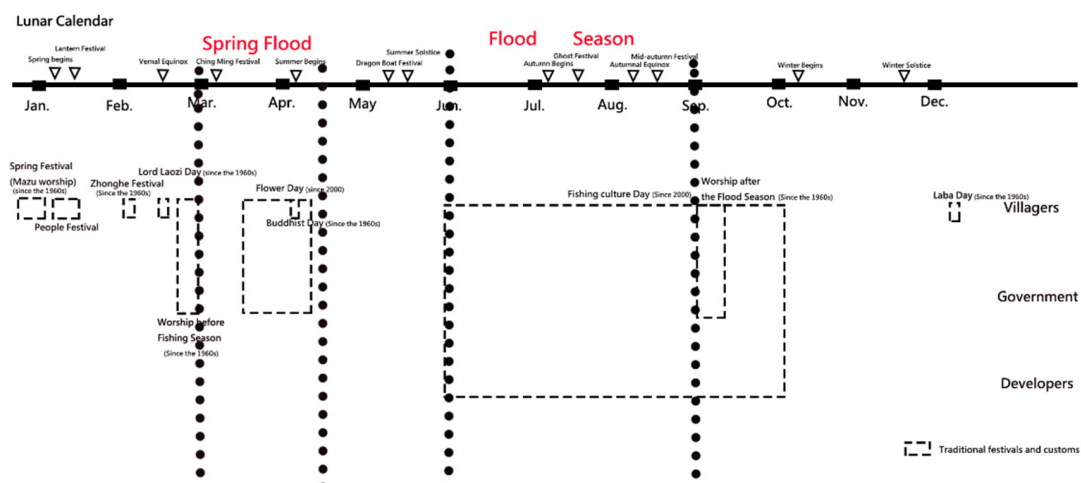 Lunar Calendar
Spring Flood
Flood Season
Lantern Festival
Spring begins
Vernal Equinox
Ching Ming Festival
Summer Begins
Summer Solstice
Dragon Boat Festival
Ghost Festival
Autumn Begins
Mid-autumn Festival
Autumnal Equinox
Winter Begins
Winter Solstice
Jan.
Feb.
Mar.
Apr.
May
Jun.
Jul.
Aug.
Sep.
Oct.
Nov.
Dec.
Spring Festival
(Mazu worship)
(since the 1960s)
People Festival
Zhonghe Festival
(Since the 1960s)
Lord Laozi Day (since the 1960s)
Worship before
Fishing Season
(Since the 1960s)
Flower Day (since 2000)
Buddhist Day (Since the 1960s)
Fishing culture Day (Since 2000)
Worship after
the Flood Season (Since the 1960s)
Laba Day (Since the 1960s)
Villagers
Government
Developers
Traditional festivals and customs